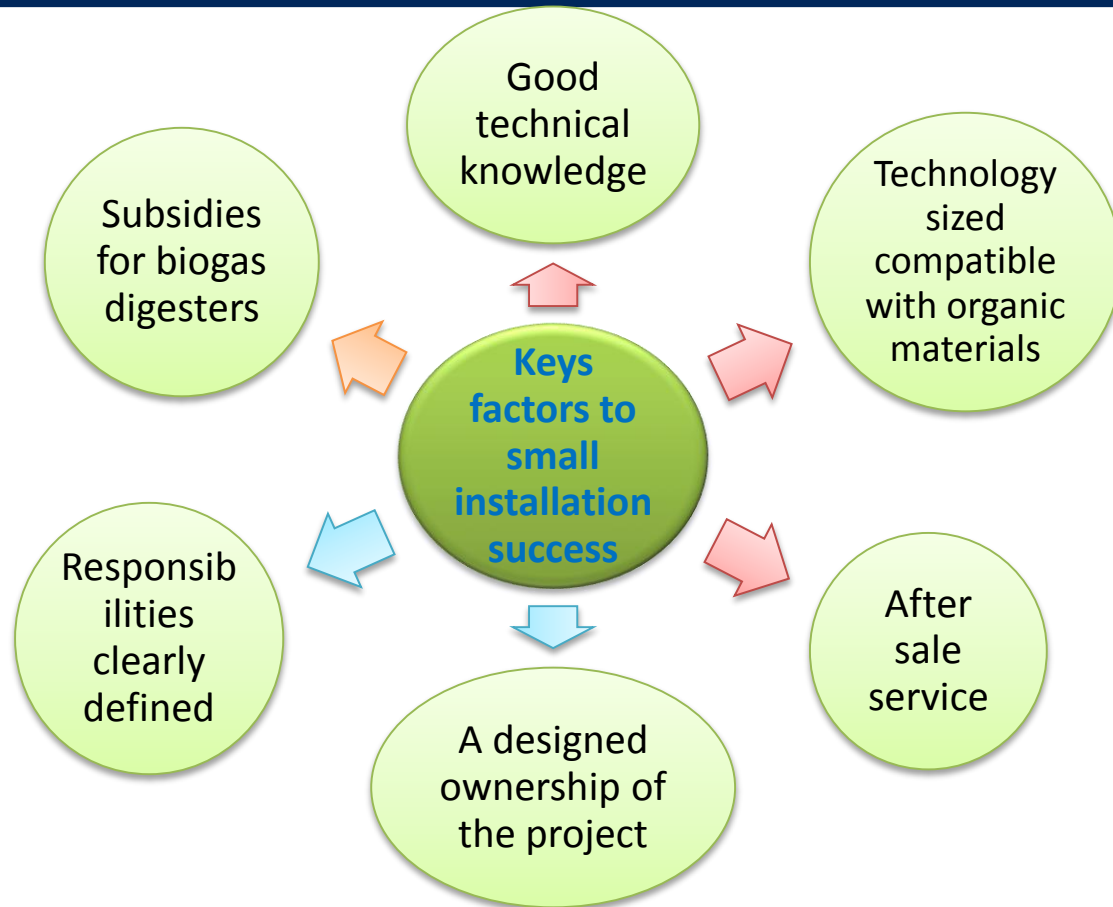 Good
technical
knowledge
Technology
sized
compatible
with organic
materials
Subsidies
for biogas
digesters
Keys
factors to
small
installation
success
Responsib
ilities
clearly
defined
After
sale
service
A designed
ownership of
the project